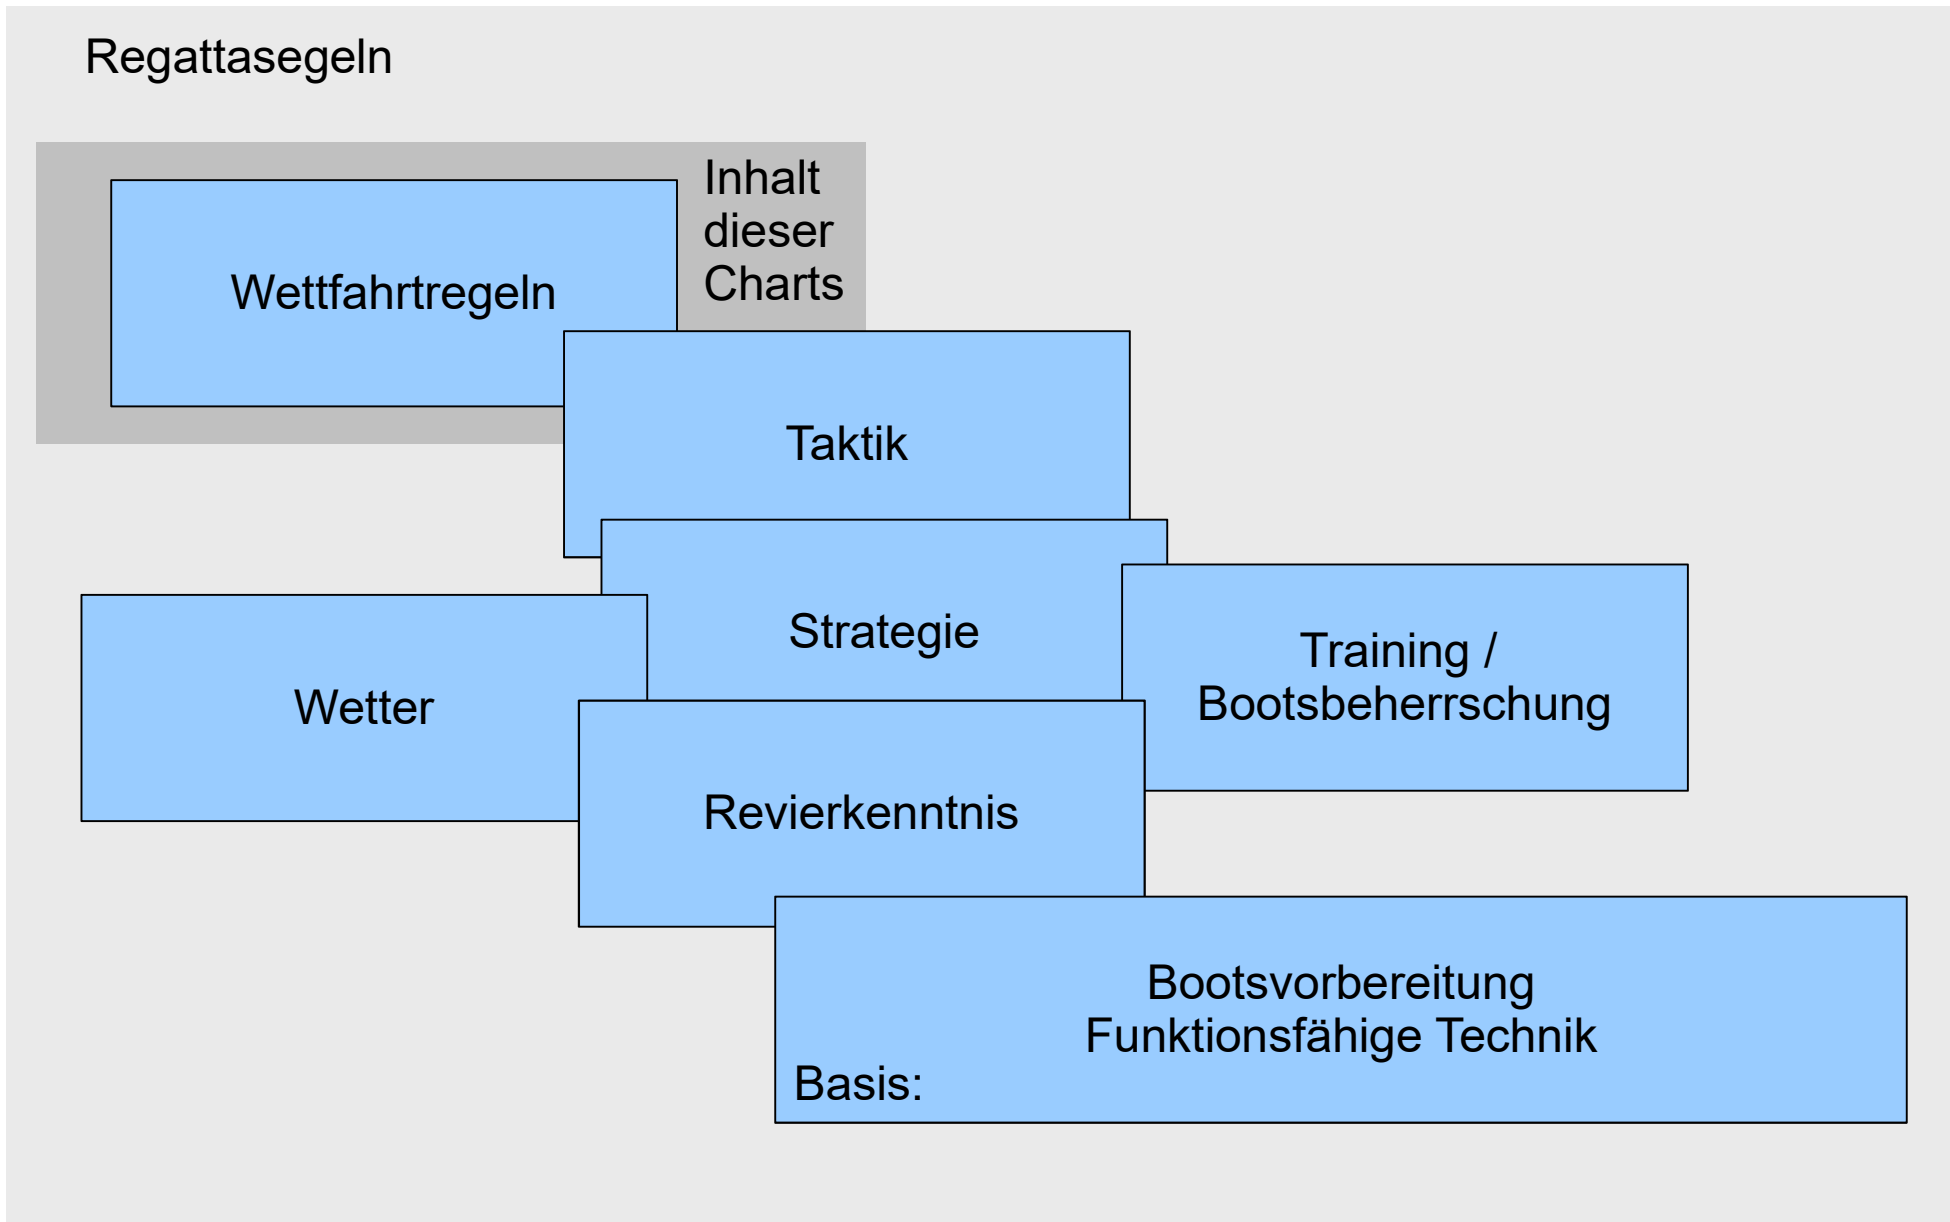 Regattasegeln
Inhalt
dieser
Charts
Wettfahrtregeln
Taktik
Strategie
Training /
Bootsbeherrschung
Wetter
Revierkenntnis
Bootsvorbereitung
Funktionsfähige Technik
Basis: